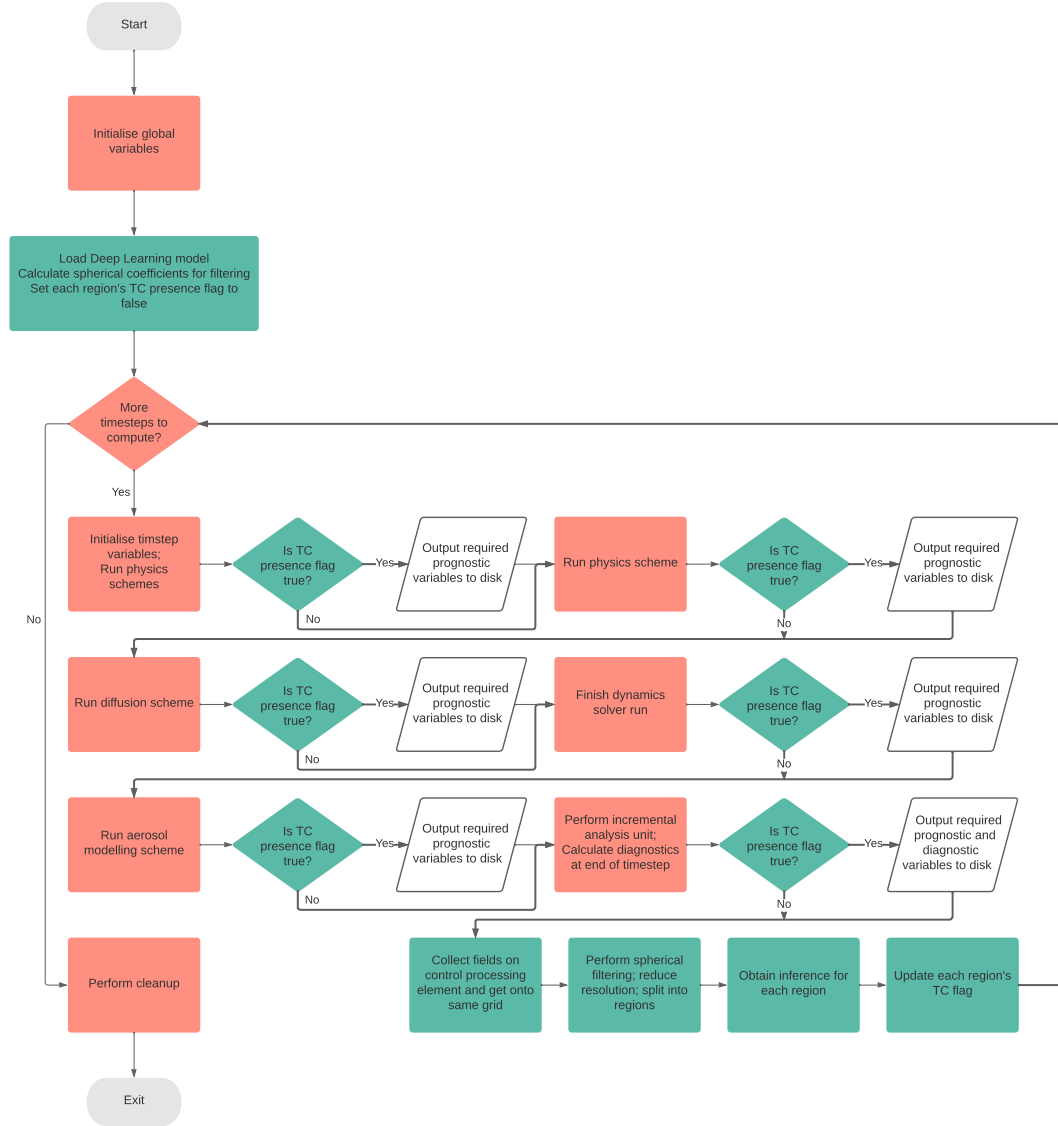 Start
Initialise global
variables
Load Deep Learning model
Calculate spherical coefficients for filtering
Set each region's TC presence flag to
false
More
timesteps to
compute?
Yes
No
Initialise timstep
variables;
Run physics
schemes
Is TC
presence flag
true?
Yes
No
Output required
prognostic
variables to disk
Run physics scheme
Is TC
presence flag
true?
Yes
No
Output required
prognostic
variables to disk
Run diffusion scheme
Is TC
presence flag
true?
Yes
No
Output required
prognostic
variables to disk
Finish dynamics
solver run
Is TC
presence flag
true?
Yes
No
Output required
prognostic
variables to disk
Run aerosol
modelling scheme
Is TC
presence flag
true?
Yes
No
Output required
prognostic
variables to disk
Perform incremental
analysis unit;
Calculate diagnostics
at end of timestep
Is TC
presence flag
true?
Yes
No
Output required
prognostic and
diagnostic
variables to disk
Collect fields on
control processing
element and get onto
same grid
Perform spherical
filtering; reduce
resolution; split into
regions
Obtain inference for
each region
Update each region's
TC flag
Perform cleanup
Exit